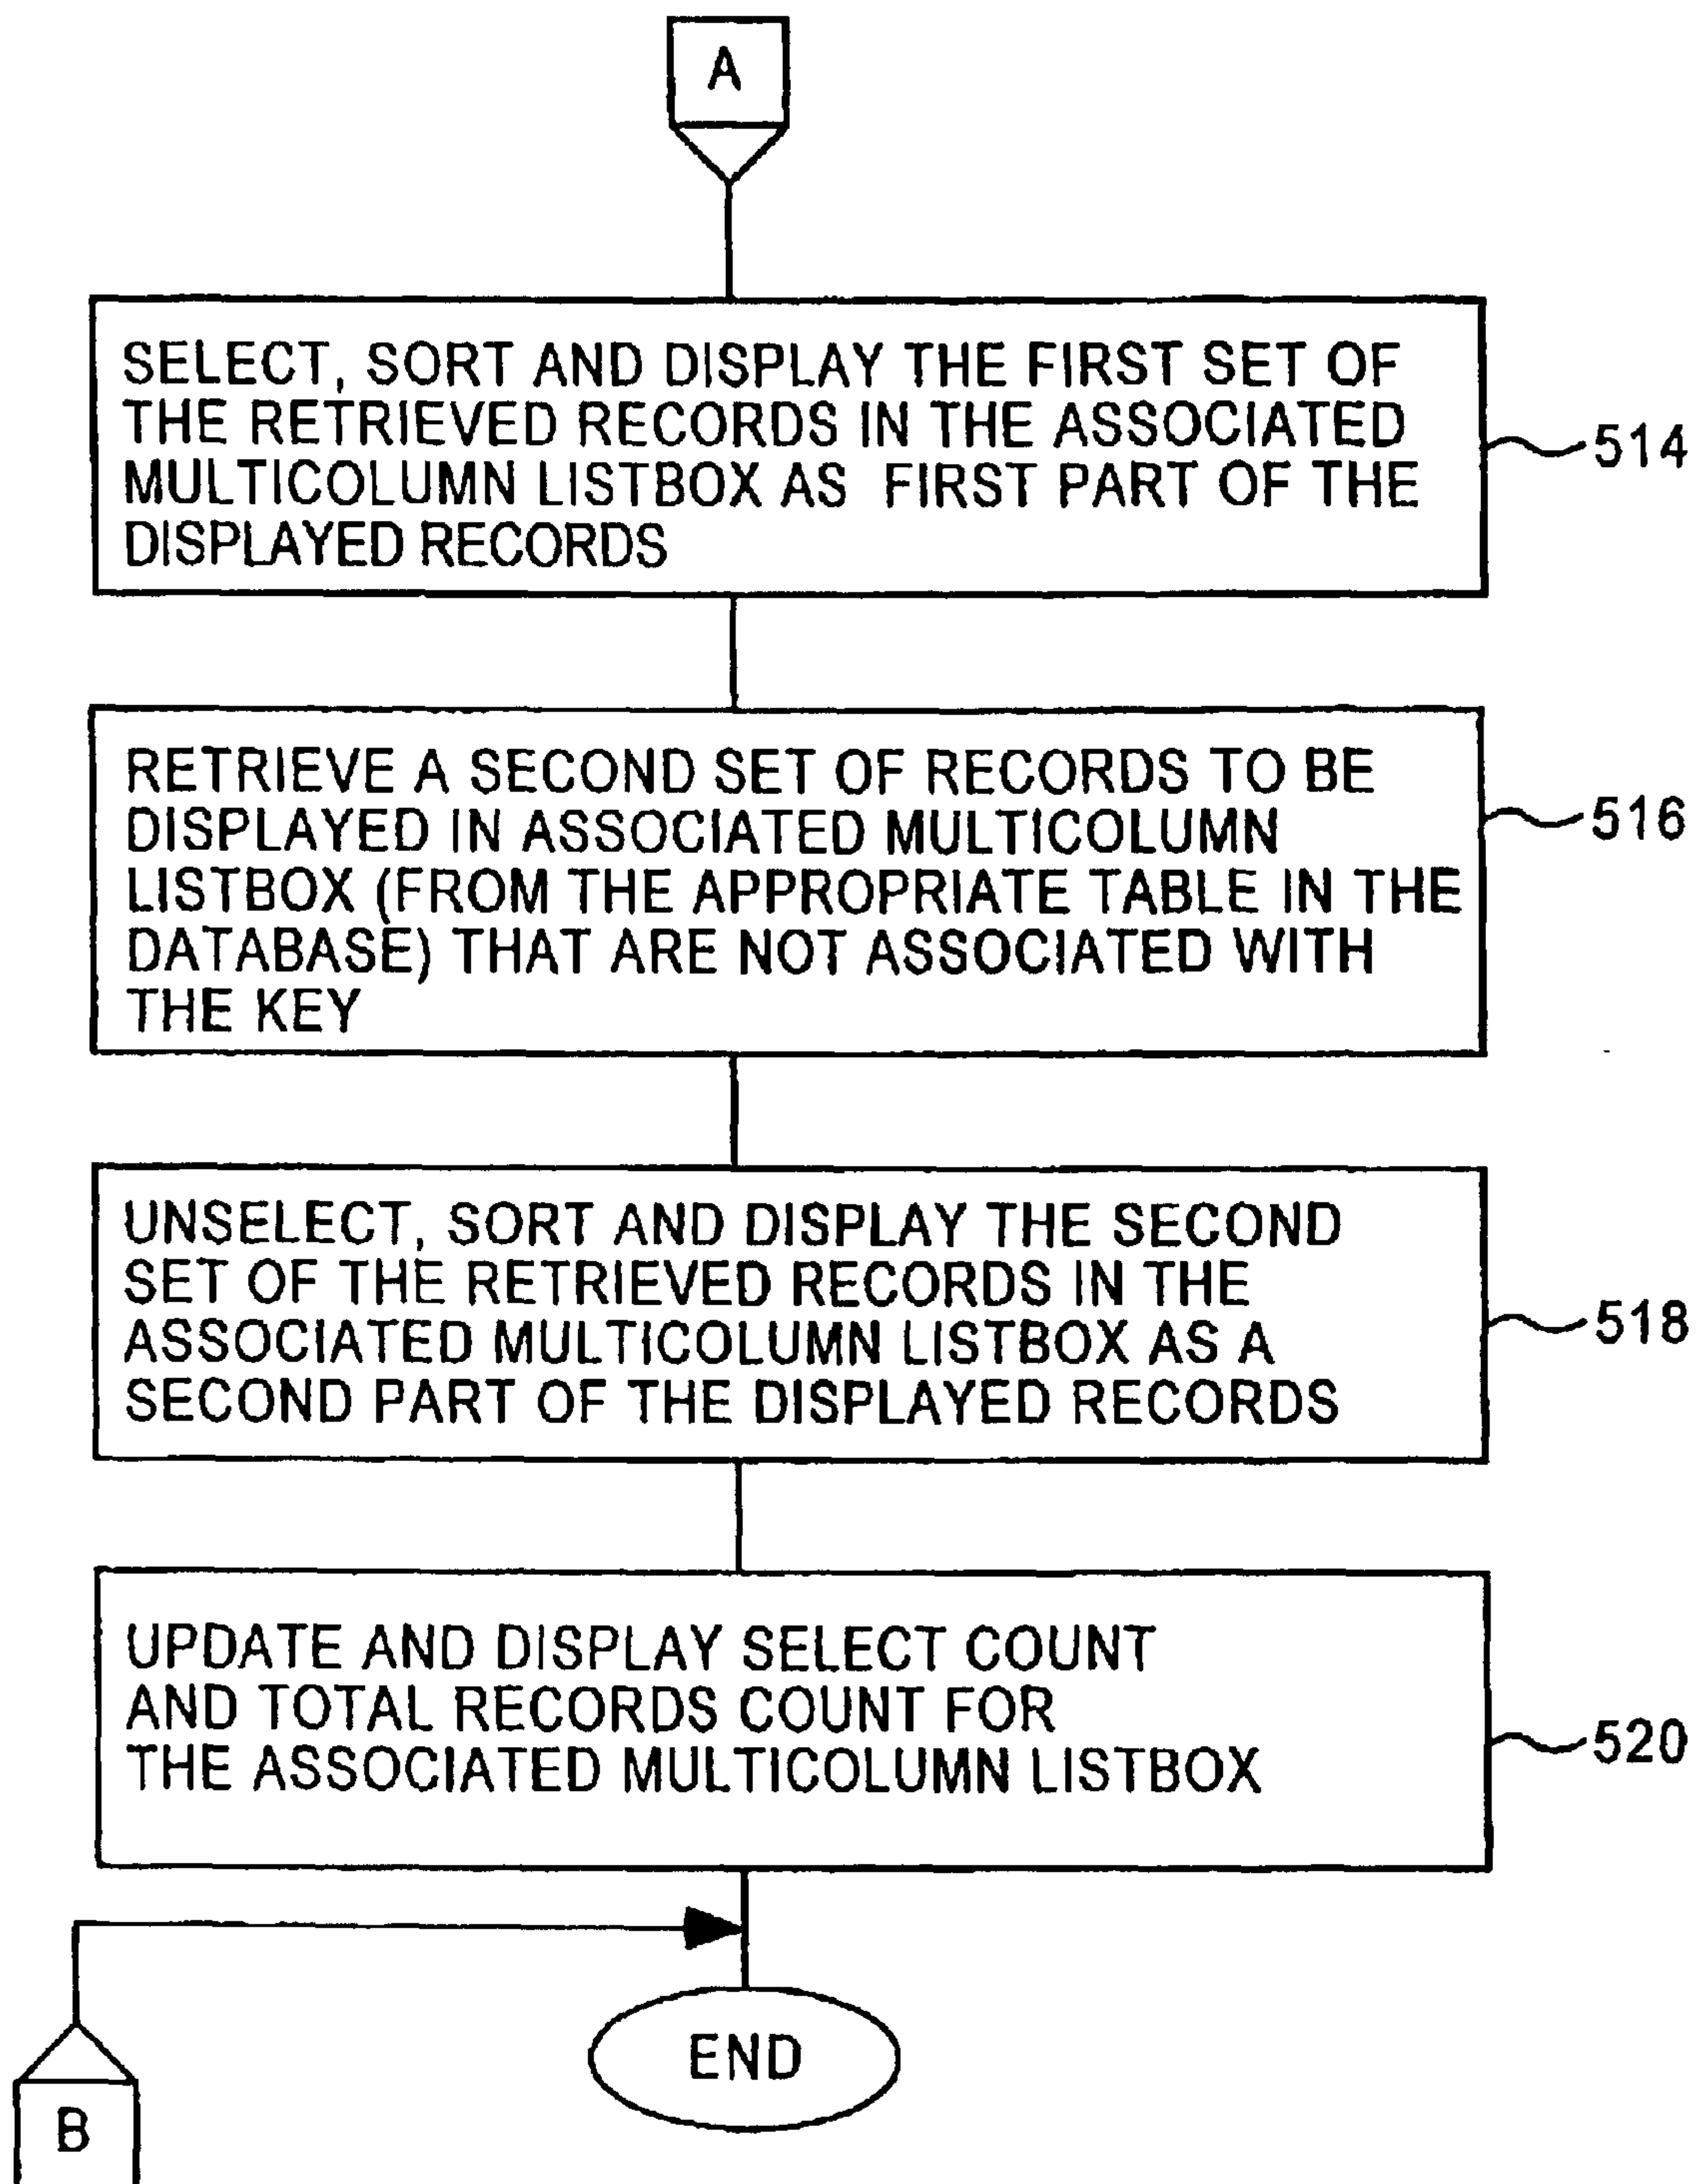 A
SELECT, SORT AND DISPLAY THE FIRST SET OF
THE RETRIEVED RECORDS IN THE ASSOCIATED
MULTICOLUMN LISTBOX AS FIRST PART OF THE
DISPLAYED RECORDS
514
RETRIEVE A SECOND SET OF RECORDS TO BE
DISPLAYED IN ASSOCIATED MULTICOLUMN
LISTBOX (FROM THE APPROPRIATE TABLE IN THE
DATABASE) THAT ARE NOT ASSOCIATED WITH
THE KEY
516
UNSELECT, SORT AND DISPLAY THE SECOND
SET OF THE RETRIEVED RECORDS IN THE
ASSOCIATED MULTICOLUMN LISTBOX AS A
SECOND PART OF THE DISPLAYED RECORDS
518
UPDATE AND DISPLAY SELECT COUNT
AND TOTAL RECORDS COUNT FOR
THE ASSOCIATED MULTICOLUMN LISTBOX
520
END
B